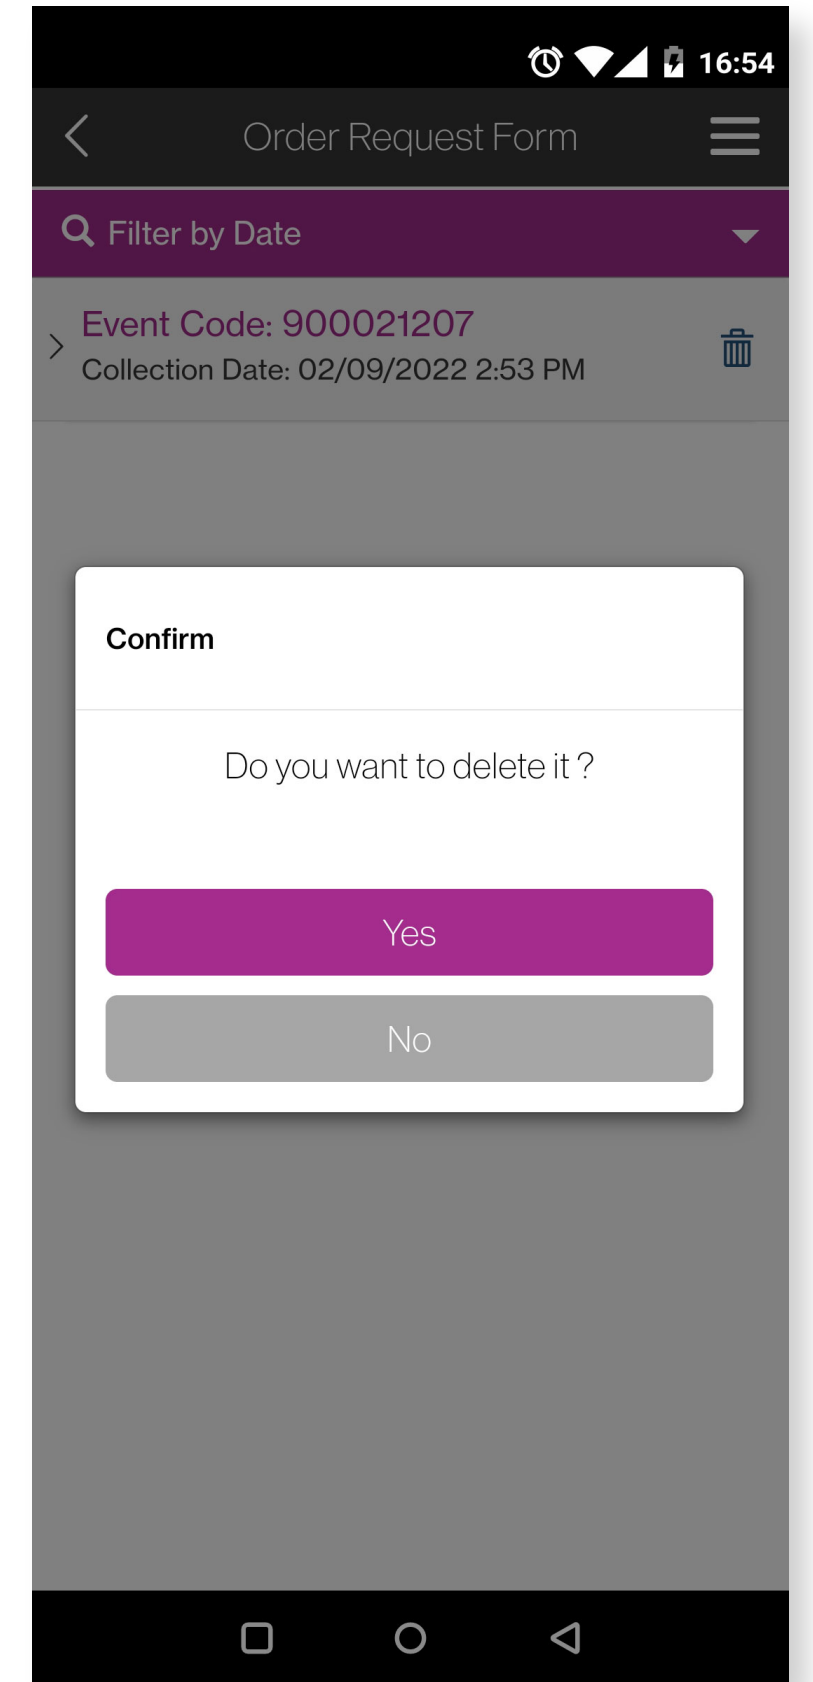 16:54
Order Request Form
Filter by Date
Event Code: 900021207
Collection Date: 02/09/2022 2:53 PM
Confirm
Do you want to delete it ?
Yes
No